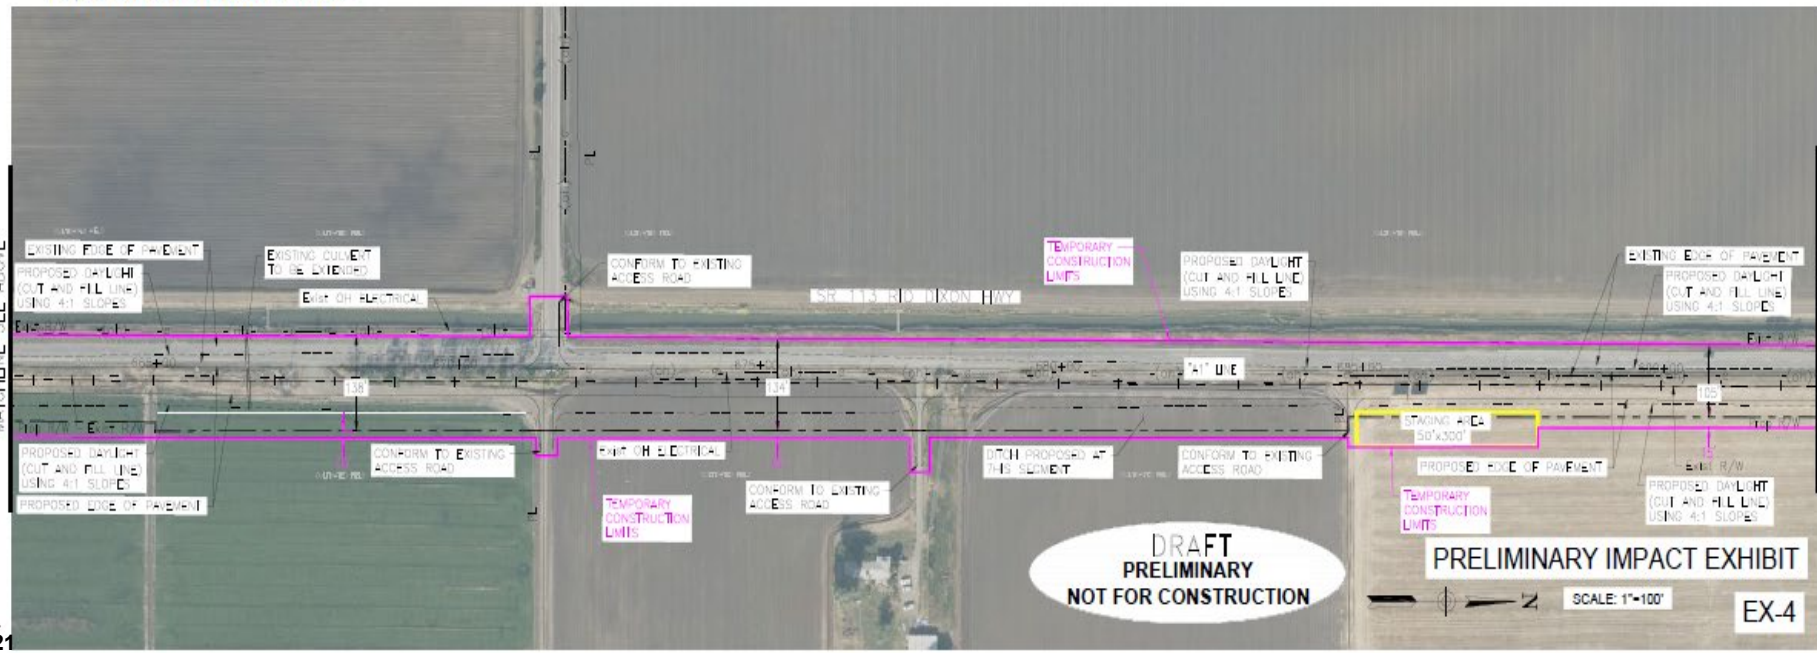 EXISTING EDGE OF PAVEMENT
PROPOSED DAYLIGHT
(CUT AND FILL LINE)
USING 4:1 SLOPES
EXISTING CULVERT
TO BE EXTENDED
Exist OH ELECTRICAL
CONFORM TO EXISTING
ACCESS ROAD
SR 113 RIO DIXON HWY
TEMPORARY
CONSTRUCTION
LIMITS
PROPOSED DAYLIGHT
(CUT AND FILL LINE)
USING 4:1 SLOPES
EXISTING EDGE OF PAVEMENT
PROPOSED DAYLIGHT
(CUT AND FILL LINE)
USING 4:1 SLOPES
Exist R/W
Exist R/W
"A1" LINE
138'
134'
105'
Exist R/W
STAGING AREA
50'x300'
PROPOSED DAYLIGHT
(CUT AND FILL LINE)
USING 4:1 SLOPES
PROPOSED EDGE OF PAVEMENT
CONFORM TO EXISTING
ACCESS ROAD
Exist OH ELECTRICAL
TEMPORARY
CONSTRUCTION
LIMITS
CONFORM TO EXISTING
ACCESS ROAD
DITCH PROPOSED AT
THIS SEGMENT
CONFORM TO EXISTING
ACCESS ROAD
PROPOSED EDGE OF PAVEMENT
Exist R/W
TEMPORARY
CONSTRUCTION
LIMITS
PROPOSED DAYLIGHT
(CUT AND FILL LINE)
USING 4:1 SLOPES
DRAFT
PRELIMINARY
NOT FOR CONSTRUCTION
PRELIMINARY IMPACT EXHIBIT
SCALE: 1"=100'
EX-4
21